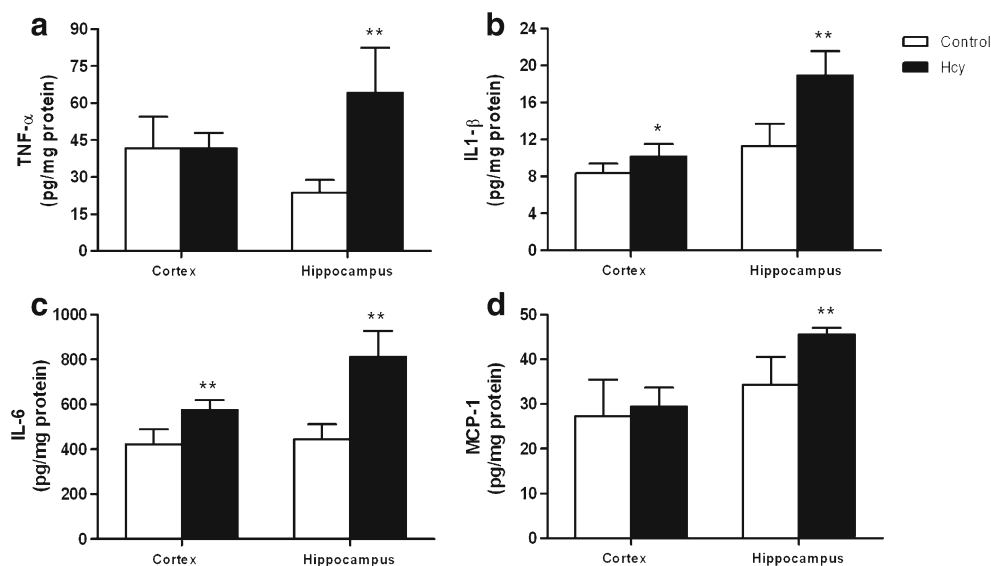 a
TNF-α
(pg/mg protein)
90
75
60
45
30
15
0
**
Cortex
Hippocampus
b
IL1-β
(pg/mg protein)
24
20
16
12
8
4
0
*
**
Cortex
Hippocampus
Control
Hcy
c
IL-6
(pg/mg protein)
1000
800
600
400
200
0
**
**
Cortex
Hippocampus
d
MCP-1
(pg/mg protein)
50
40
30
20
10
0
**
Cortex
Hippocampus